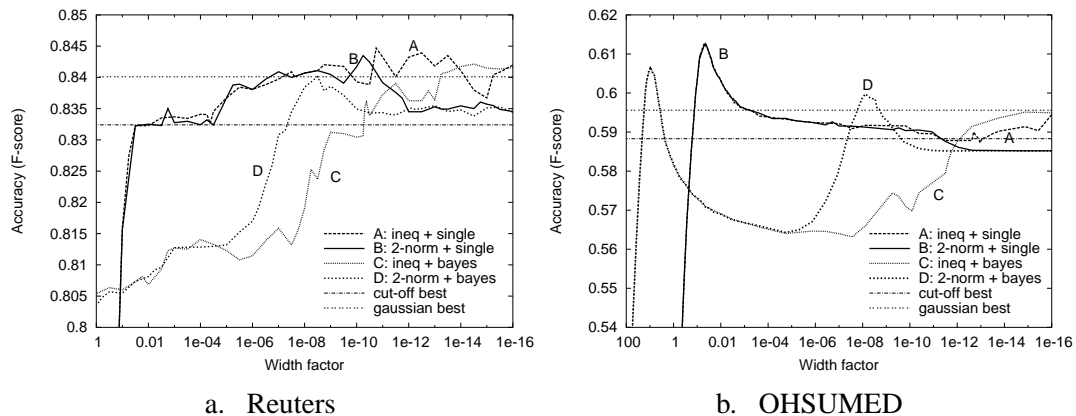 0.85
0.845
0.84
0.835
0.83
0.825
0.82
0.815
0.81
0.805
0.8
Accuracy (F-score)
A
B
D
C
A: ineq + single
B: 2-norm + single
C: ineq + bayes
D: 2-norm + bayes
cut-off best
gaussian best
1 0.01 1e-04 1e-06 1e-08 1e-10 1e-12 1e-14 1e-16
Width factor
a. Reuters
0.62
0.61
0.6
0.59
0.58
0.57
0.56
0.55
0.54
Accuracy (F-score)
B
D
A
C
A: ineq + single
B: 2-norm + single
C: ineq + bayes
D: 2-norm + bayes
cut-off best
gaussian best
100 1 0.01 1e-04 1e-06 1e-08 1e-10 1e-12 1e-14 1e-16
Width factor
b. OHSUMED